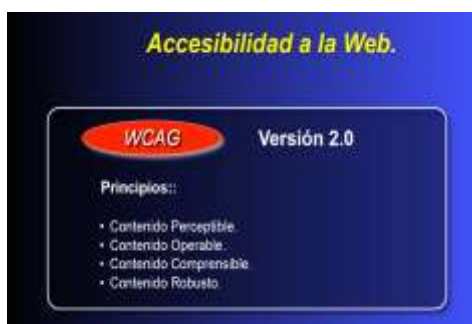 Accesibilidad a la Web.
WCAG Versión 2.0
Principios::
• Contenido Perceptible.
• Contenido Operable.
• Contenido Comprensible.
• Contenido Robusto.